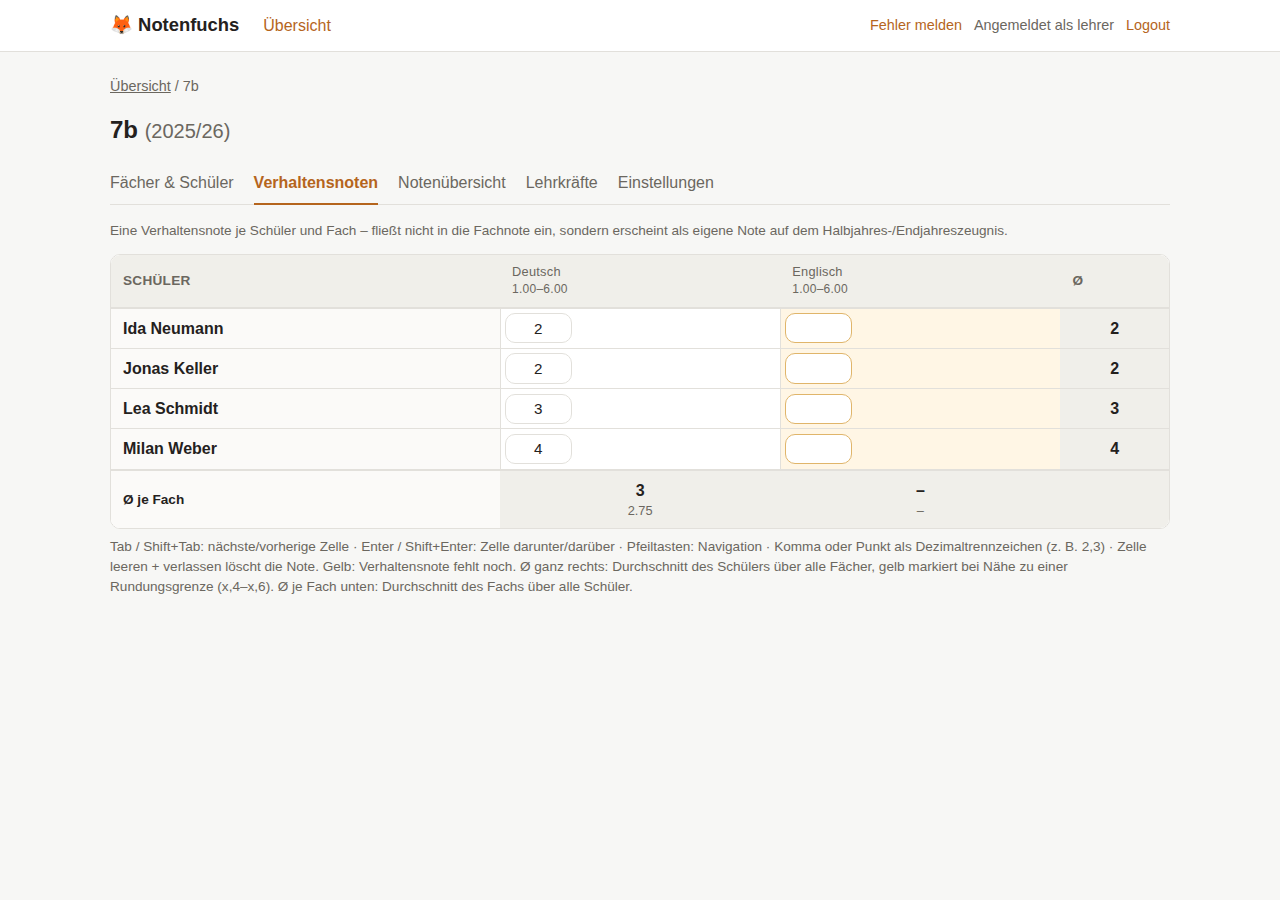 🦊 Notenfuchs Übersicht Fehler melden Angemeldet als lehrer Logout
Übersicht / 7b
7b (2025/26)
Fächer & Schüler Verhaltensnoten Notenübersicht Lehrkräfte Einstellungen
Eine Verhaltensnote je Schüler und Fach – fließt nicht in die Fachnote ein, sondern erscheint als eigene Note auf dem Halbjahres-/Endjahreszeugnis.
SCHÜLER Deutsch Englisch Ø
1.00–6.00 1.00–6.00
Ida Neumann 2 2
Jonas Keller 2 2
Lea Schmidt 3 3
Milan Weber 4 4
Ø je Fach 3 –
2.75 –
Tab / Shift+Tab: nächste/vorherige Zelle · Enter / Shift+Enter: Zelle darunter/darüber · Pfeiltasten: Navigation · Komma oder Punkt als Dezimaltrennzeichen (z. B. 2,3) · Zelle
leeren + verlassen löscht die Note. Gelb: Verhaltensnote fehlt noch. Ø ganz rechts: Durchschnitt des Schülers über alle Fächer, gelb markiert bei Nähe zu einer
Rundungsgrenze (x,4–x,6). Ø je Fach unten: Durchschnitt des Fachs über alle Schüler.